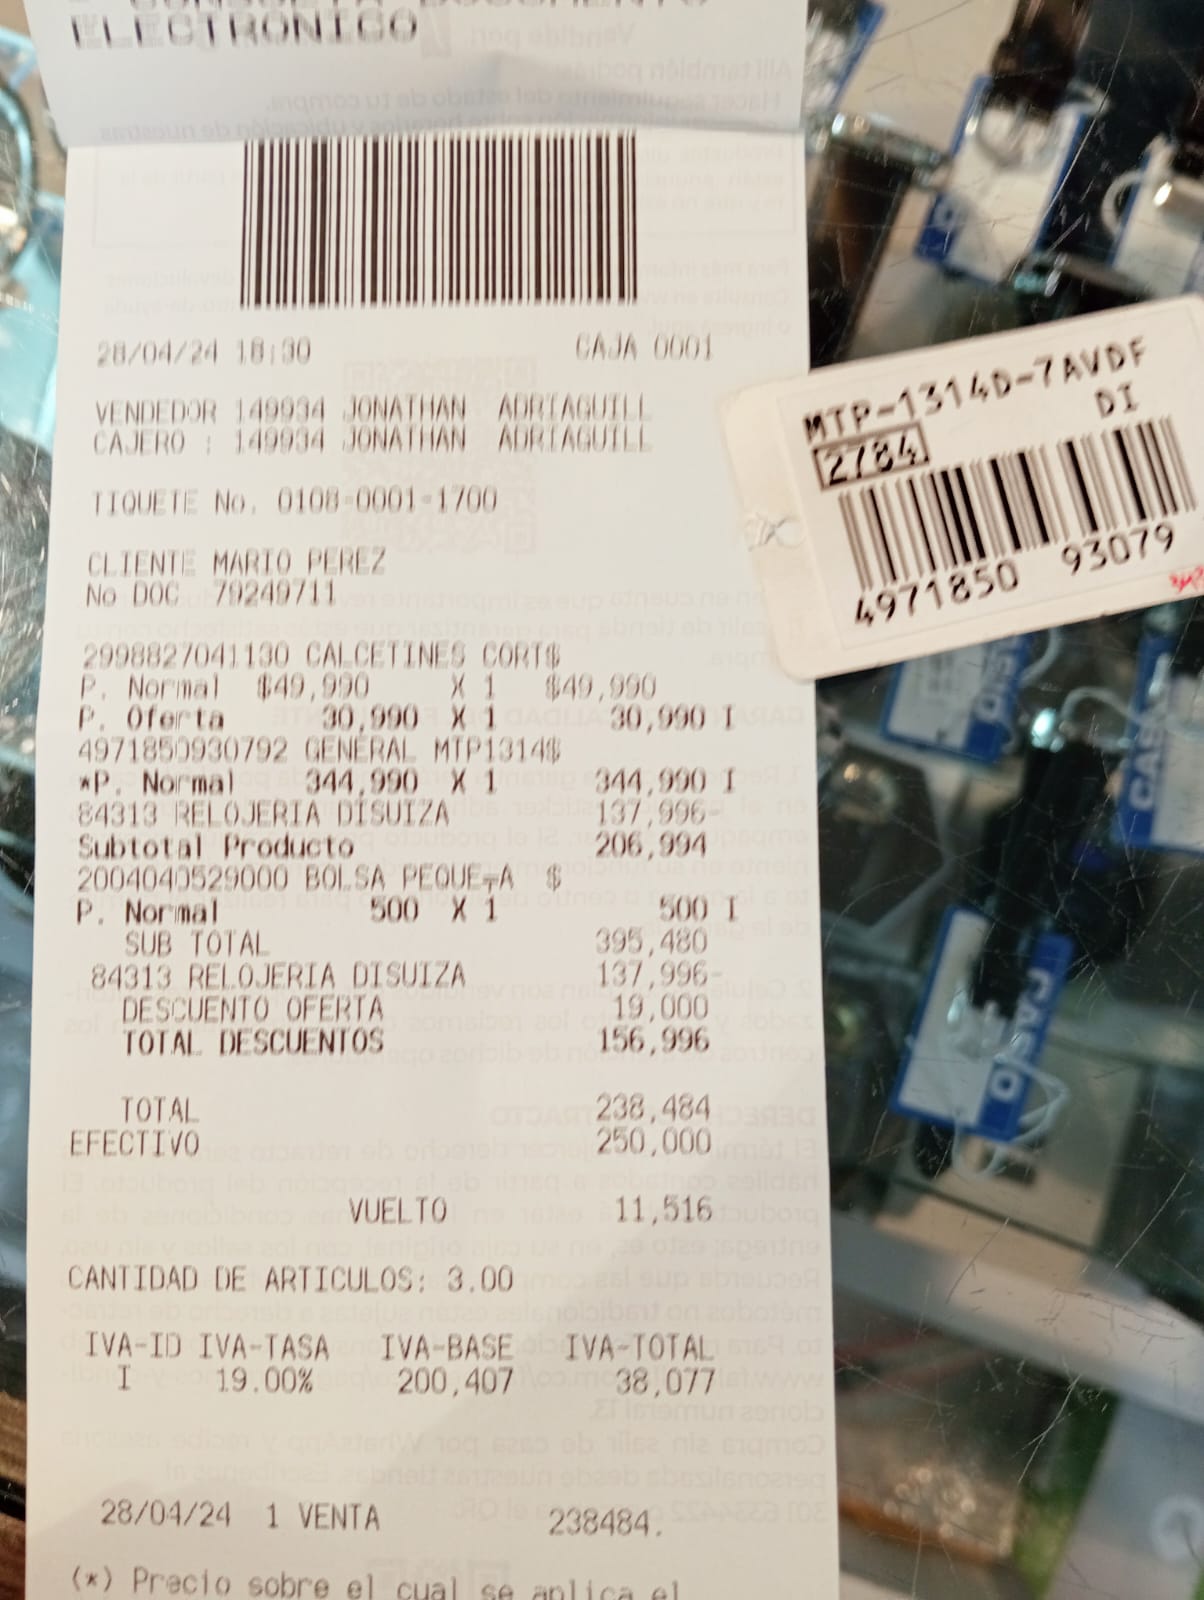 ELECTRONICO
28/04/24 18:30 CAJA 0001
VENDEDOR 149934 JONATHAN ADRIAGUILL
CAJERO : 149934 JONATHAN ADRIAGUILL
TIQUETE No. 0108-0001-1700
CLIENTE MARIO PEREZ
No DOC 79249711
2998827041130 CALCETINES CORT$
P. Normal $49,990 X 1 $49,990
P. Oferta 30,990 X 1 30,990 I
4971850930792 GENERAL MTP1314$
*P. Normal 344,990 X 1 344,990 I
84313 RELOJERIA DISUIZA 137,996-
Subtotal Producto 206,994
2004040529000 BOLSA PEQUE┬A $
P. Normal 500 X 1 500 I
SUB TOTAL 395,480
84313 RELOJERIA DISUIZA 137,996-
DESCUENTO OFERTA 19,000
TOTAL DESCUENTOS 156,996
TOTAL 238,484
EFECTIVO 250,000
VUELTO 11,516
CANTIDAD DE ARTICULOS: 3.00
IVA-ID IVA-TASA IVA-BASE IVA-TOTAL
I 19.00% 200,407 38,077
28/04/24 1 VENTA 238484.
(*) Precio sobre el cual se aplica el
MTP-1314D-7AVDF
DI
2784
4971850 93079
CASIO
CASIO